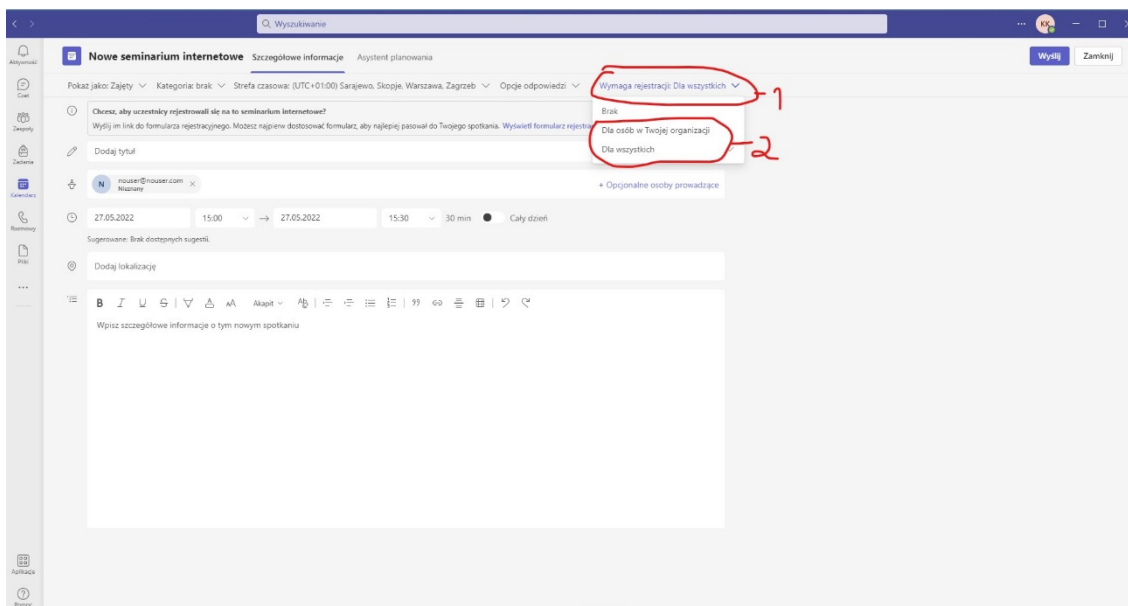 Wyszukiwanie
KK
Aktywność
Czat
Zespoły
Zadania
Kalendarz
Rozmowy
Pliki
Aplikacje
Pomoc
Nowe seminarium internetowe Szczegółowe informacje Asystent planowania
Wyślij Zamknij
Pokaż jako: Zajęty Kategoria: brak Strefa czasowa: (UTC+01:00) Sarajewo, Skopje, Warszawa, Zagrzeb Opcje odpowiedzi Wymaga rejestracji: Dla wszystkich
1
Brak
Dla osób w Twojej organizacji
Dla wszystkich
2
Chcesz, aby uczestnicy rejestrowali się na to seminarium internetowe?
Wyślij im link do formularza rejestracyjnego. Możesz najpierw dostosować formularz, aby najlepiej pasował do Twojego spotkania. Wyświetl formularz rejestra
Dodaj tytuł
N nouser@nouser.com
Nieznany
+ Opcjonalne osoby prowadzące
27.05.2022 15:00 → 27.05.2022 15:30 30 min Cały dzień
Sugerowane: Brak dostępnych sugestii.
Dodaj lokalizację
B I U S A AA Akapit
Wpisz szczegółowe informacje o tym nowym spotkaniu